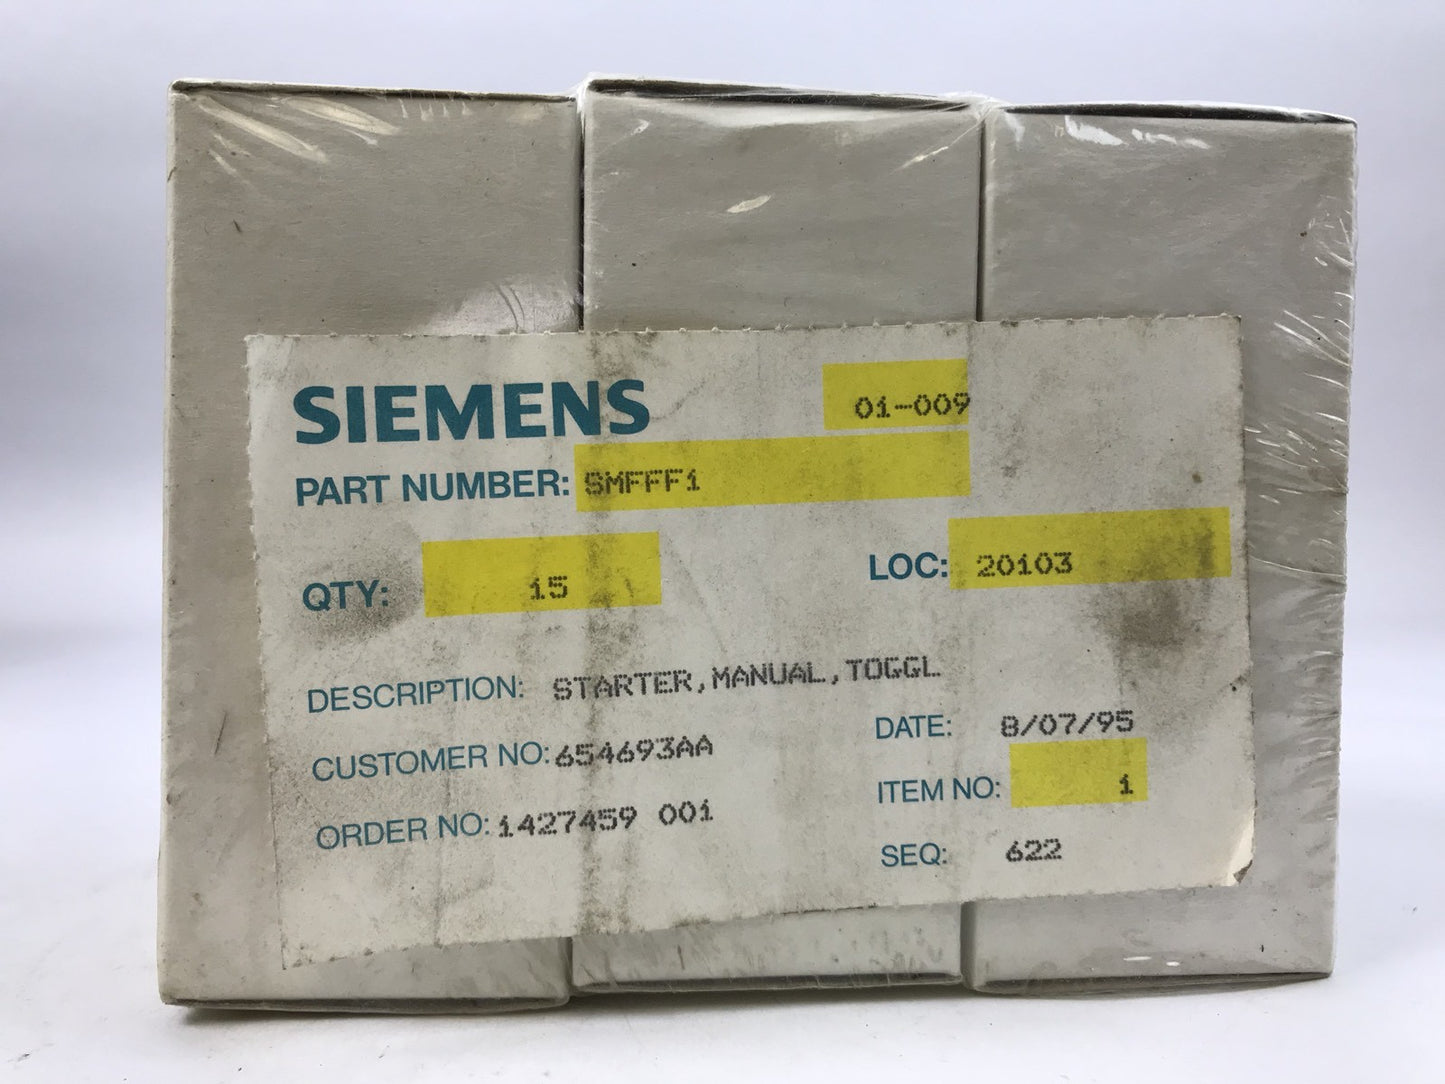 SIEMENS 01-009
PART NUMBER: SMFFF1
QTY: 15 LOC: 20103
DESCRIPTION: STARTER,MANUAL,TOGGL
CUSTOMER NO: 654693AA DATE: 8/07/95
ORDER NO: 1427459 001 ITEM NO: 1
SEQ: 622